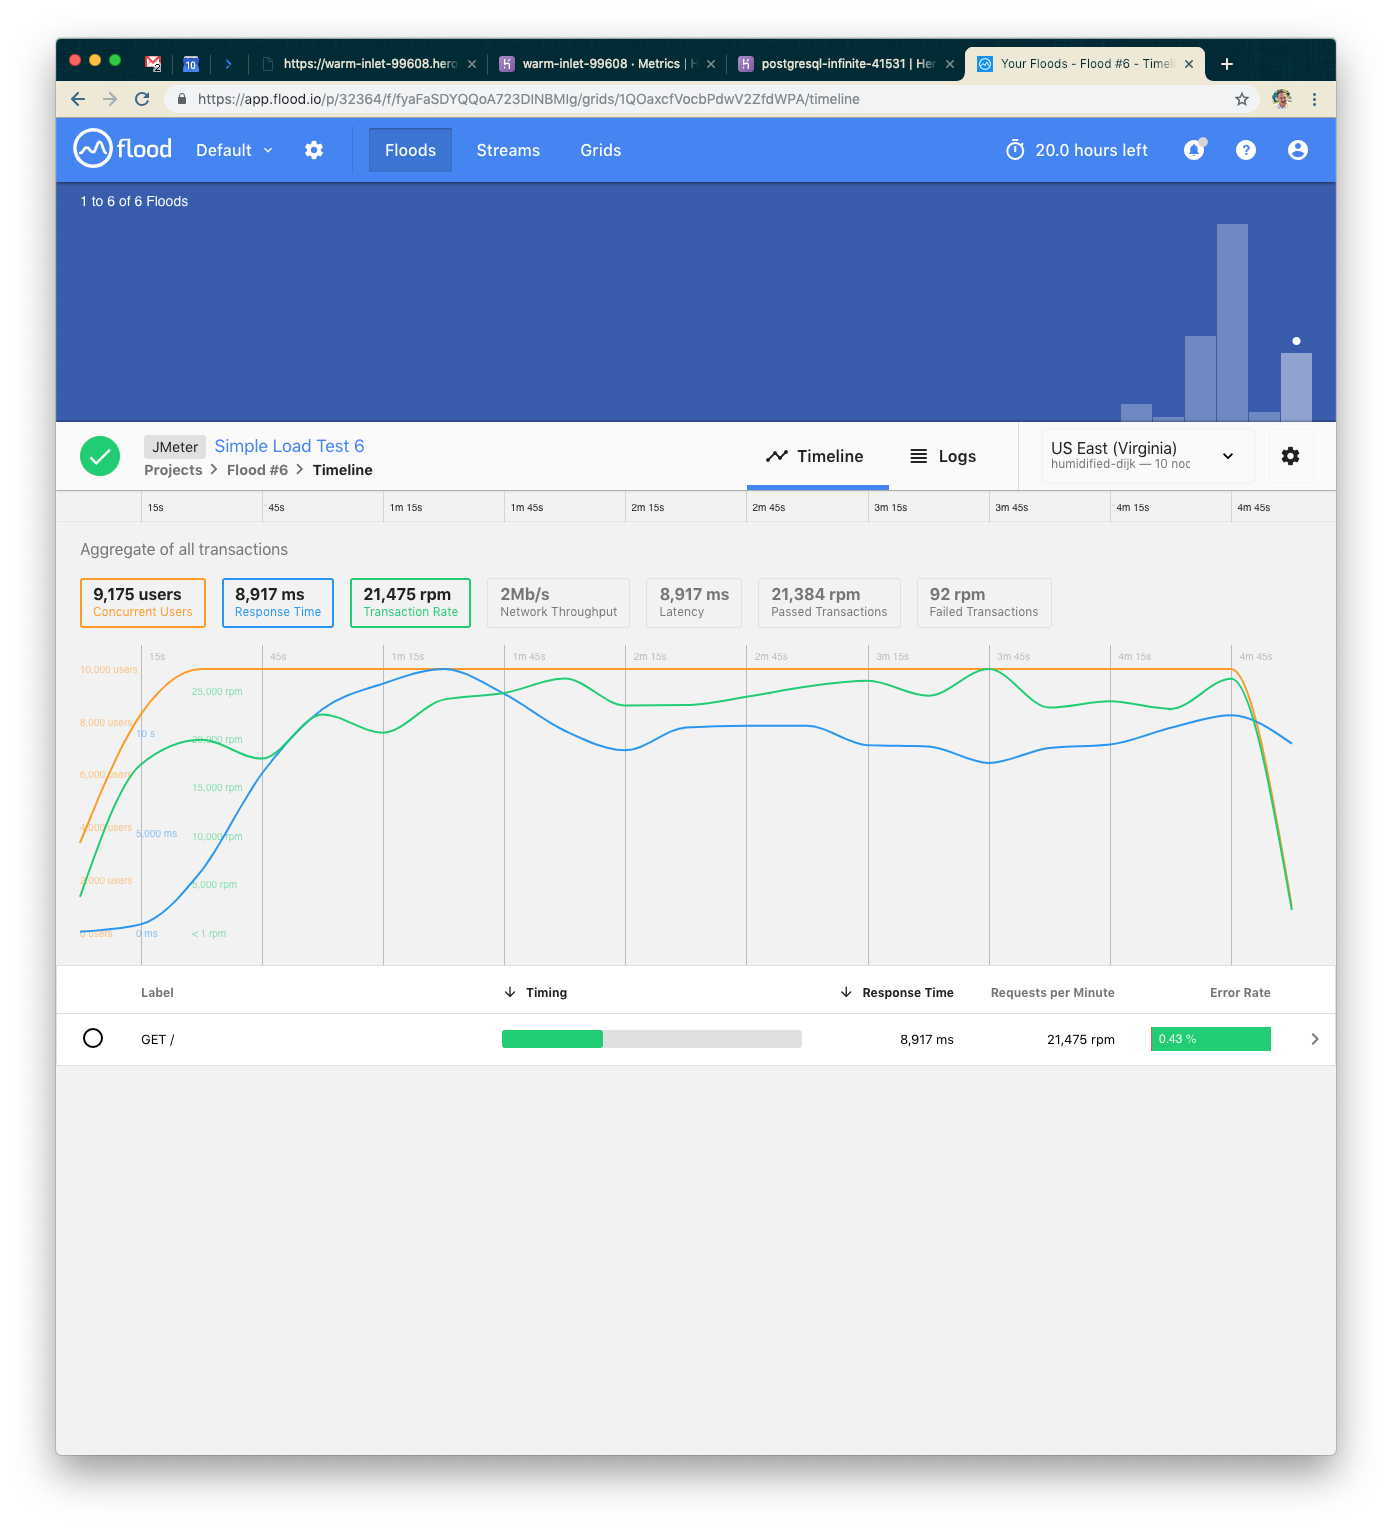 2
10
https://warm-inlet-99608.hero
warm-inlet-99608 · Metrics | H
postgresql-infinite-41531 | Her
Your Floods - Flood #6 - Timeli
https://app.flood.io/p/32364/f/fyaFaSDYQQoA723DlNBMIg/grids/1QOaxcfVocbPdwV2ZfdWPA/timeline
flood
Default
Floods
Streams
Grids
20.0 hours left
1 to 6 of 6 Floods
JMeter Simple Load Test 6
Projects > Flood #6 > Timeline
Timeline
Logs
US East (Virginia)
humidified-dijk — 10 noc
15s 45s 1m 15s 1m 45s 2m 15s 2m 45s 3m 15s 3m 45s 4m 15s 4m 45s
Aggregate of all transactions
9,175 users
Concurrent Users
8,917 ms
Response Time
21,475 rpm
Transaction Rate
2Mb/s
Network Throughput
8,917 ms
Latency
21,384 rpm
Passed Transactions
92 rpm
Failed Transactions
15s 45s 1m 15s 1m 45s 2m 15s 2m 45s 3m 15s 3m 45s 4m 15s 4m 45s
10,000 users
25,000 rpm
8,000 users
10 s
20,000 rpm
6,000 users
15,000 rpm
4,000 users
5,000 ms
10,000 rpm
2,000 users
5,000 rpm
0 users
0 ms
< 1 rpm
Label Timing Response Time Requests per Minute Error Rate
GET / 8,917 ms 21,475 rpm 0.43 %